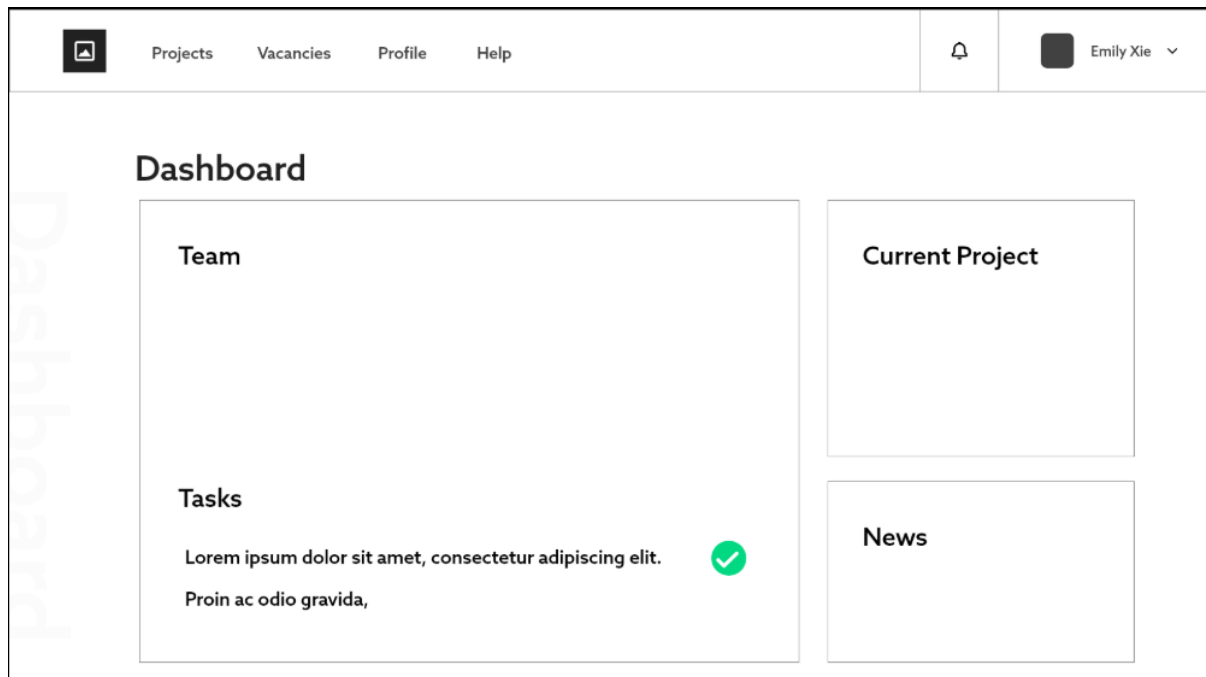 Projects Vacancies Profile Help Emily Xie
Dashboard
Dashboard
Team
Current Project
Tasks
Lorem ipsum dolor sit amet, consectetur adipiscing elit.
Proin ac odio gravida,
News